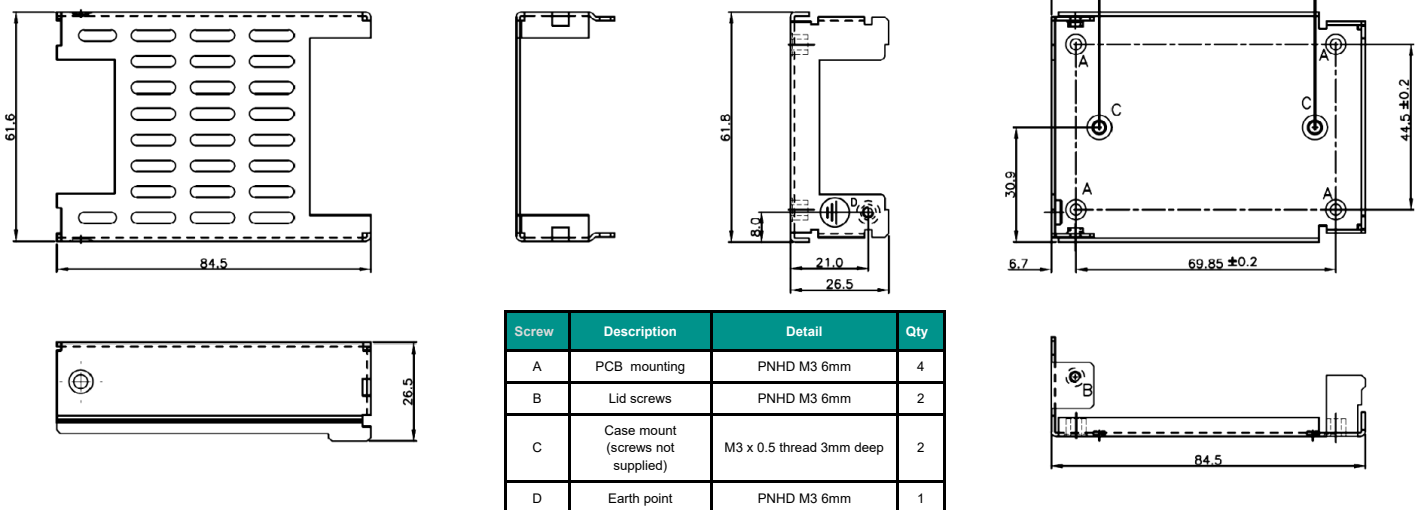 61.6
84.5
61.8
8.0
D
21.0
26.5
A
A
C
C
A
A
30.9
44.5 ±0.2
6.7
69.85 ±0.2
26.5
Screw Description Detail Qty
A PCB mounting PNHD M3 6mm 4
B Lid screws PNHD M3 6mm 2
C Case mount
(screws not
supplied) M3 x 0.5 thread 3mm deep 2
D Earth point PNHD M3 6mm 1
B
84.5